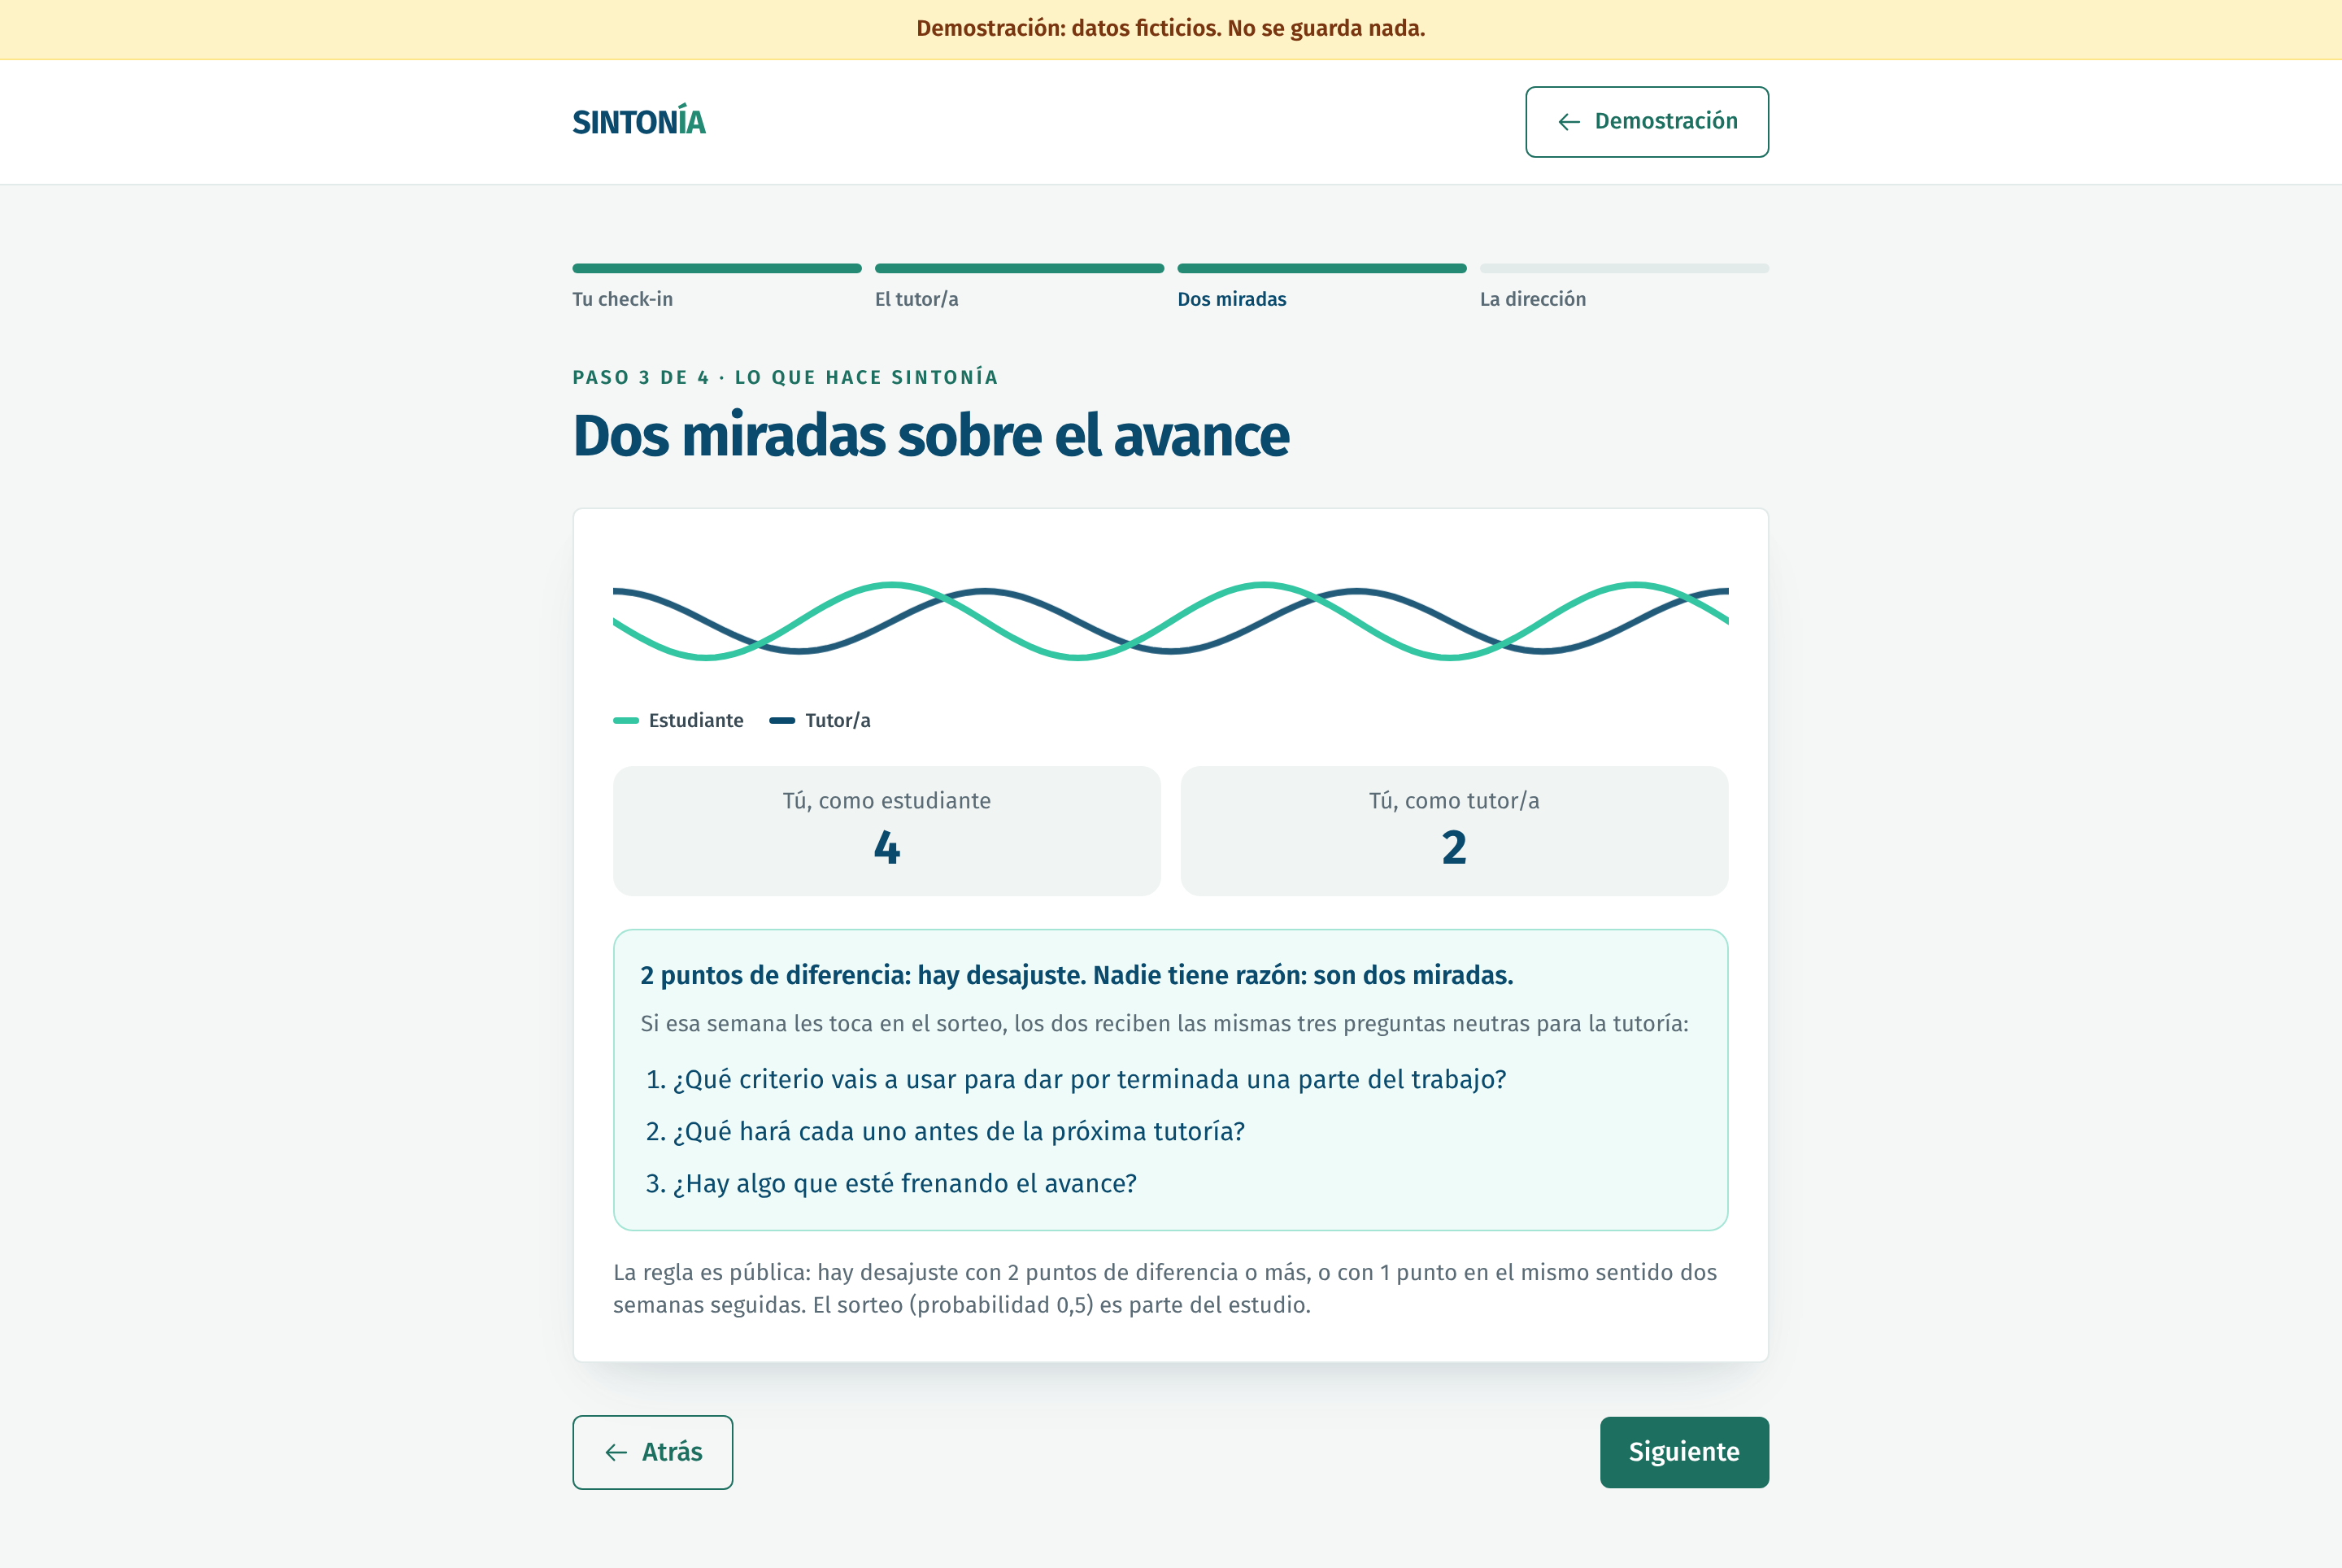 Demostración: datos ficticios. No se guarda nada.
SINTONÍA
← Demostración
Tu check-in
El tutor/a
Dos miradas
La dirección
PASO 3 DE 4 · LO QUE HACE SINTONÍA
Dos miradas sobre el avance
Estudiante
Tutor/a
Tú, como estudiante
4
Tú, como tutor/a
2
2 puntos de diferencia: hay desajuste. Nadie tiene razón: son dos miradas.
Si esa semana les toca en el sorteo, los dos reciben las mismas tres preguntas neutras para la tutoría:
1. ¿Qué criterio vais a usar para dar por terminada una parte del trabajo?
2. ¿Qué hará cada uno antes de la próxima tutoría?
3. ¿Hay algo que esté frenando el avance?
La regla es pública: hay desajuste con 2 puntos de diferencia o más, o con 1 punto en el mismo sentido dos
semanas seguidas. El sorteo (probabilidad 0,5) es parte del estudio.
← Atrás
Siguiente